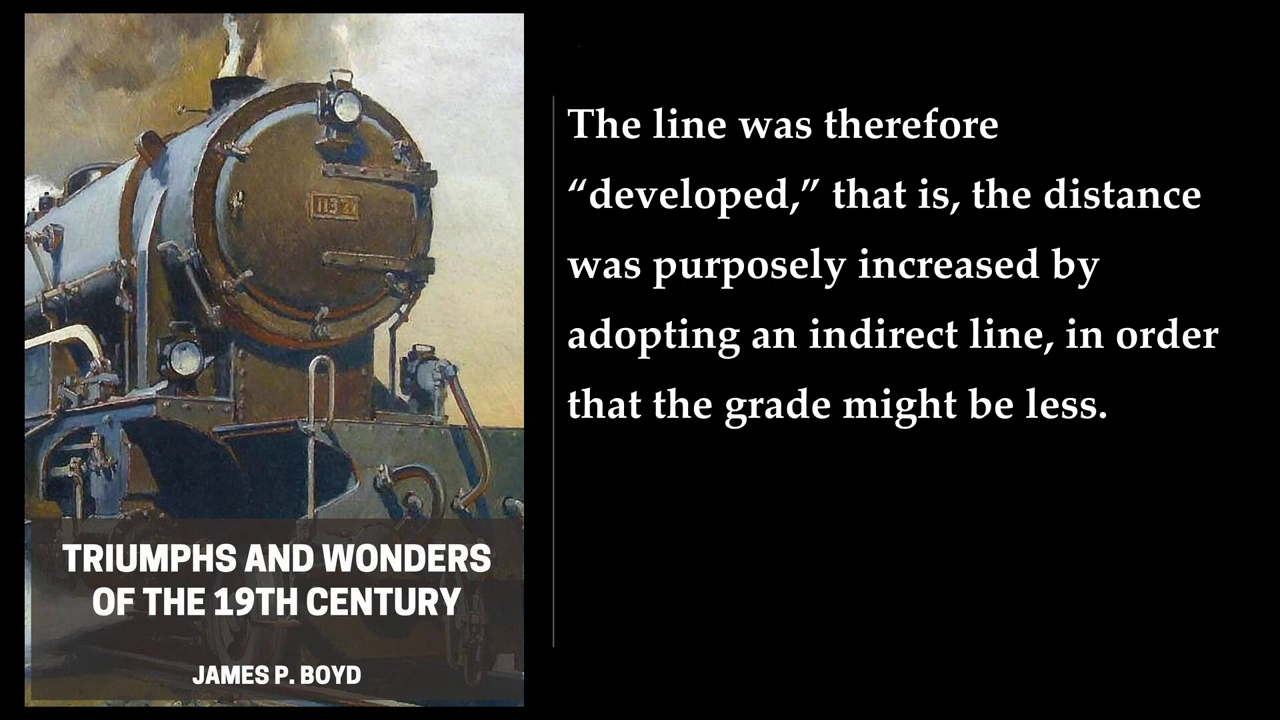 The line was therefore
“developed,” that is, the distance
was purposely increased by
adopting an indirect line, in order
that the grade might be less.
TRIUMPHS AND WONDERS
OF THE 19TH CENTURY
JAMES P. BOYD